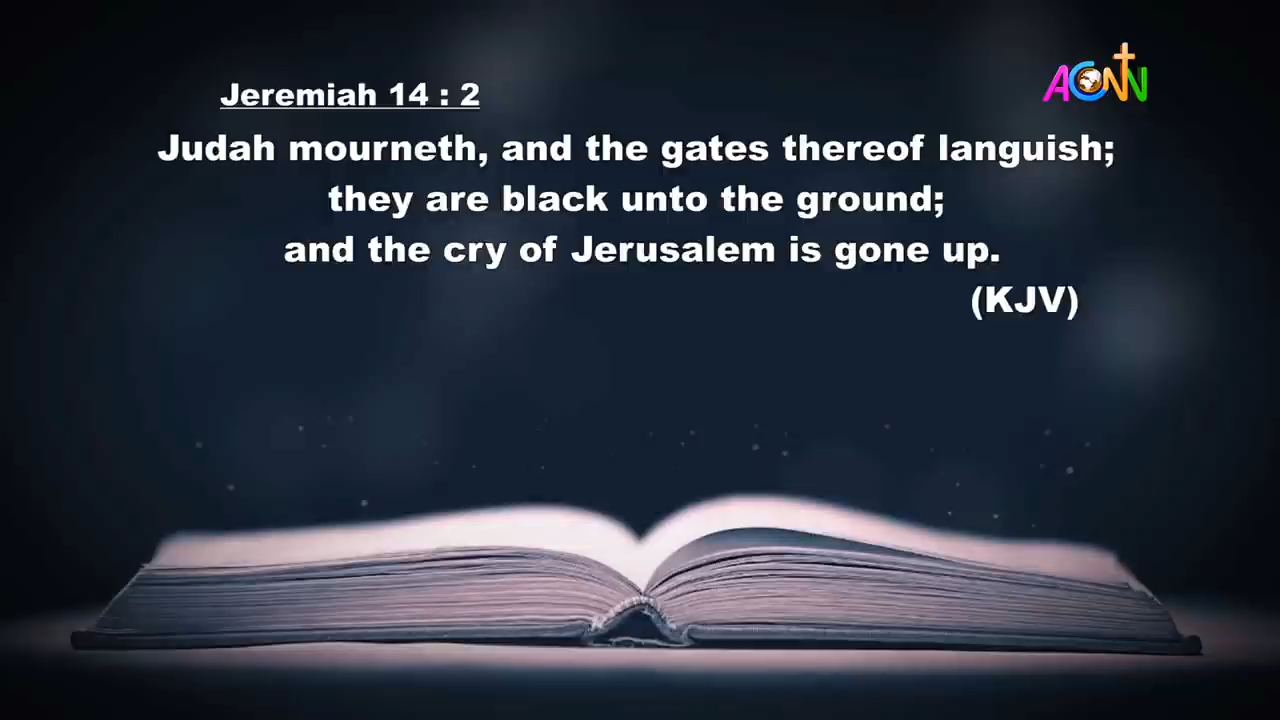 ACNN
Jeremiah 14 : 2
Judah mourneth, and the gates thereof languish;
they are black unto the ground;
and the cry of Jerusalem is gone up.
(KJV)